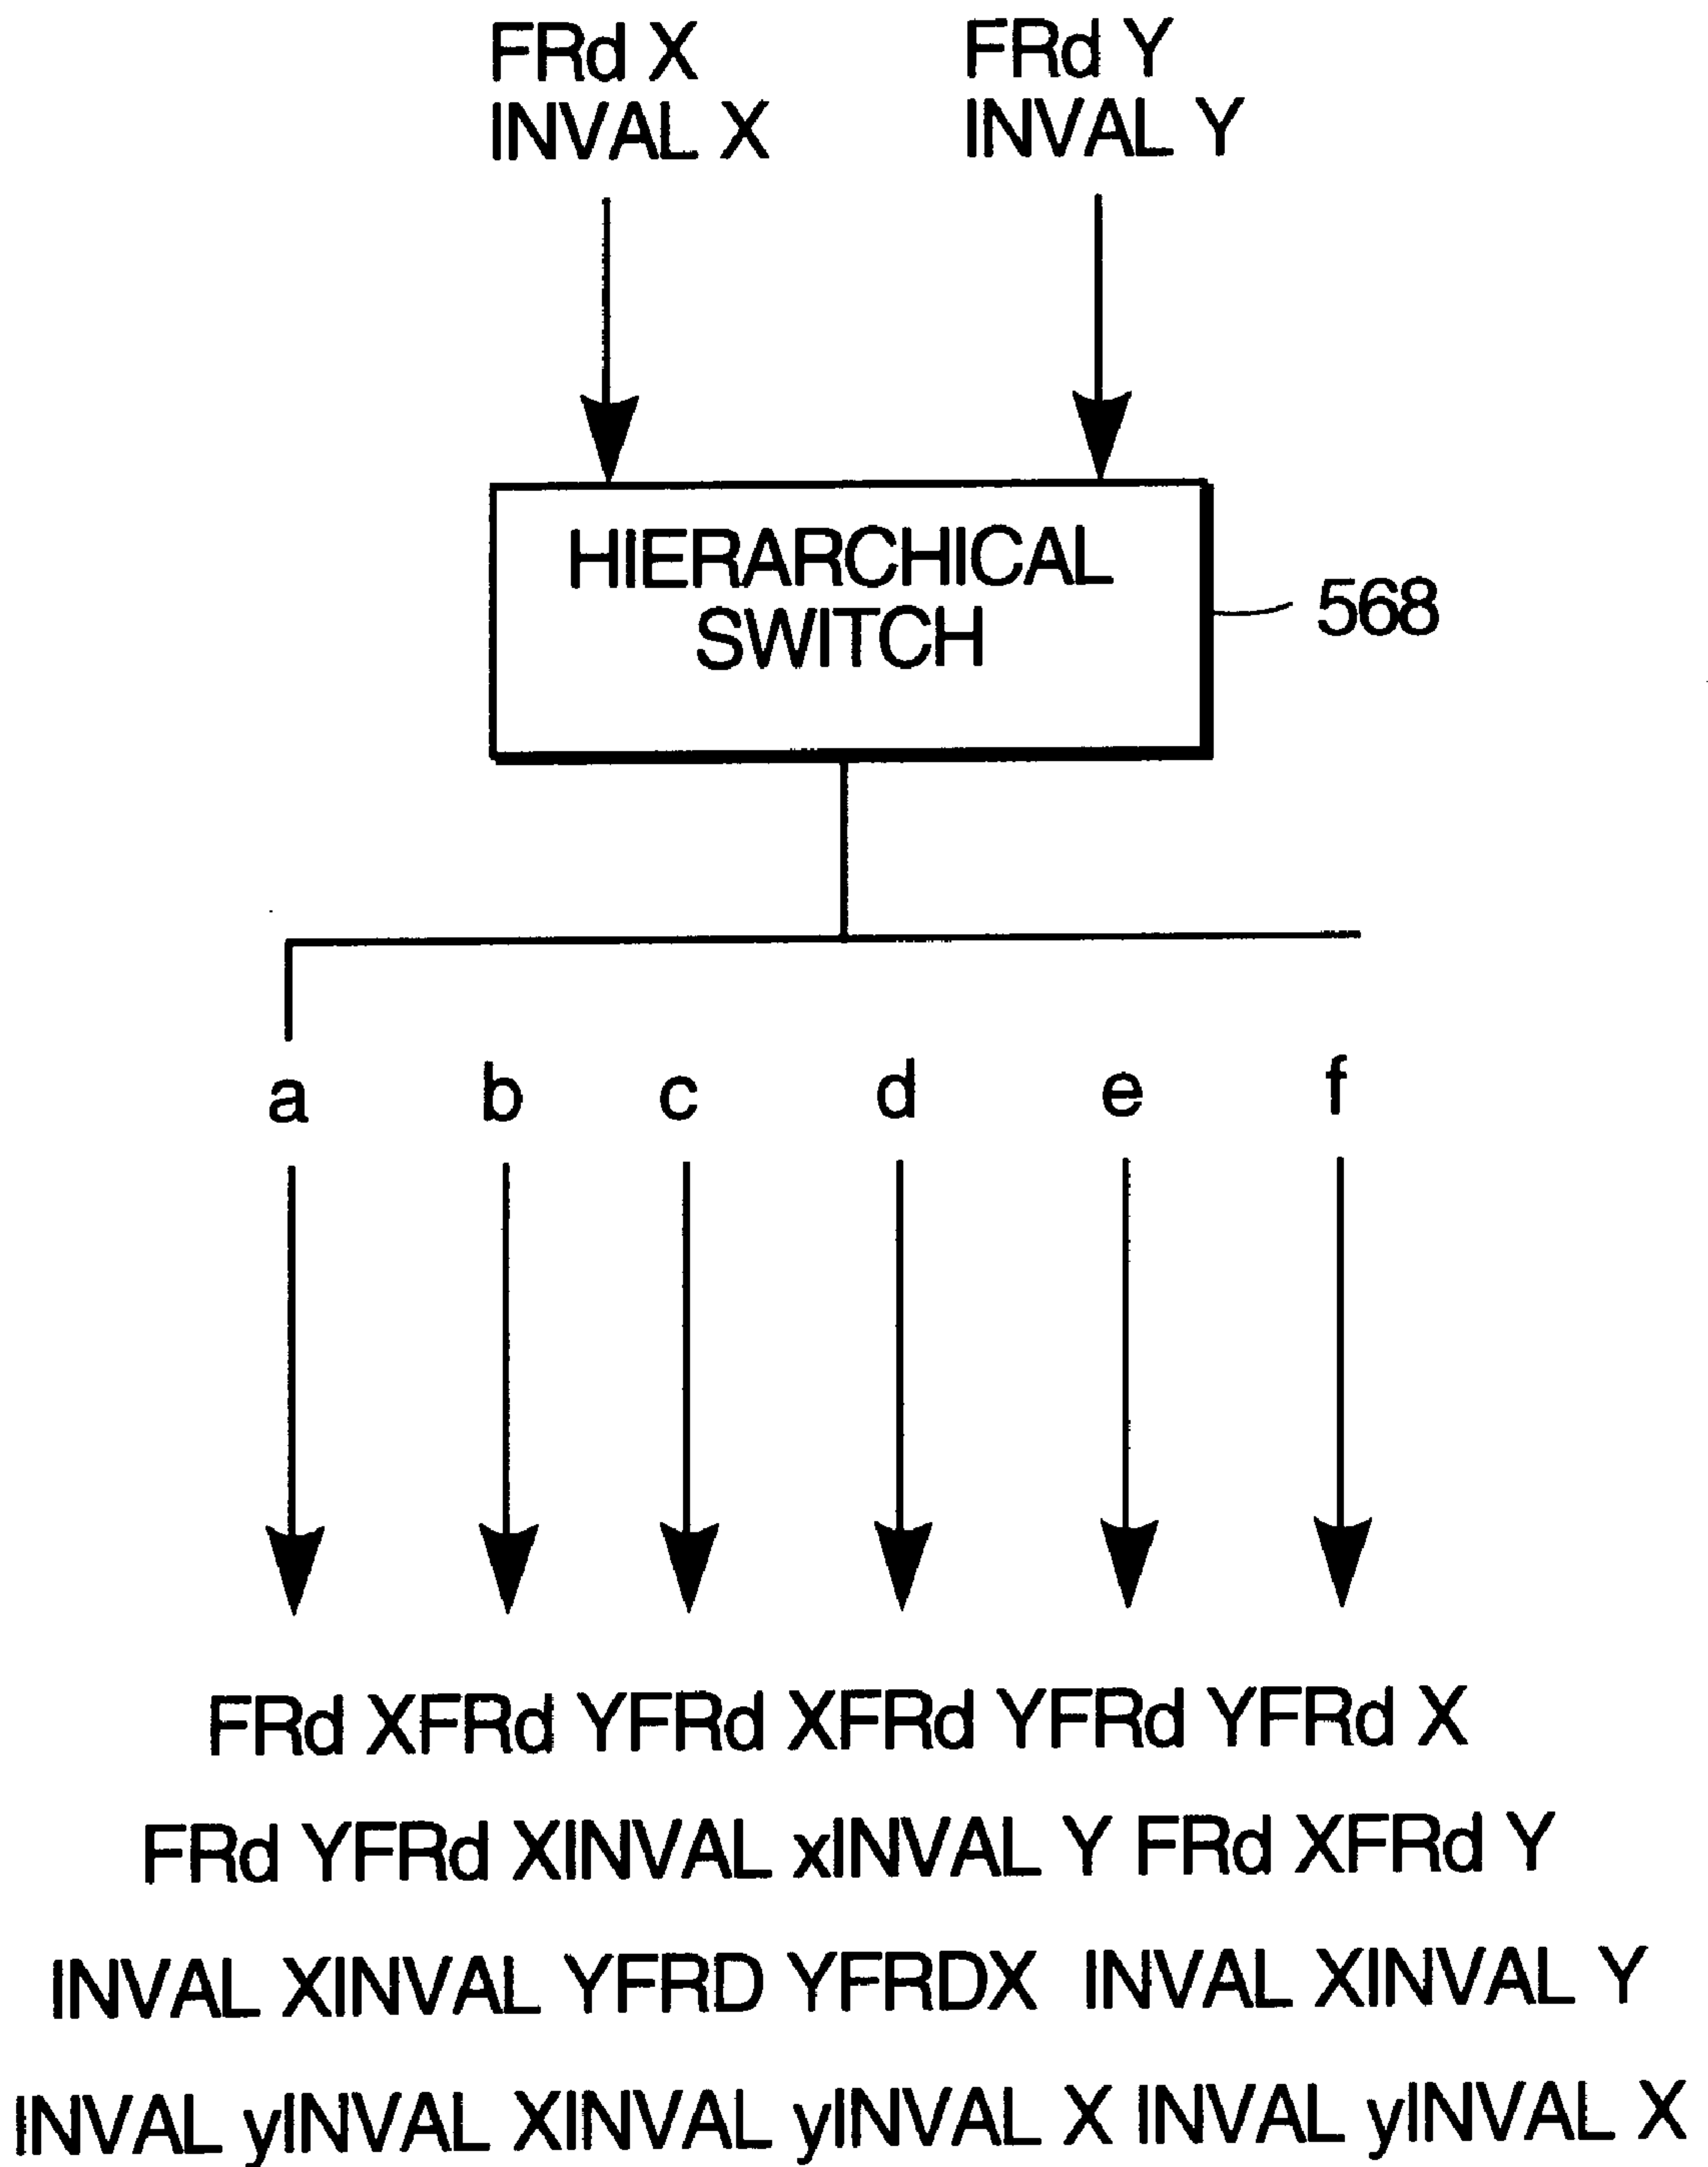 FRd X
INVAL X
FRd Y
INVAL Y
HIERARCHICAL
SWITCH
568
a b c d e f
FRd XFRd YFRd XFRd YFRd YFRd X
FRd YFRd XINVAL xINVAL Y FRd XFRd Y
INVAL XINVAL YFRD YFRDX INVAL XINVAL Y
INVAL yINVAL XINVAL yINVAL X INVAL yINVAL X